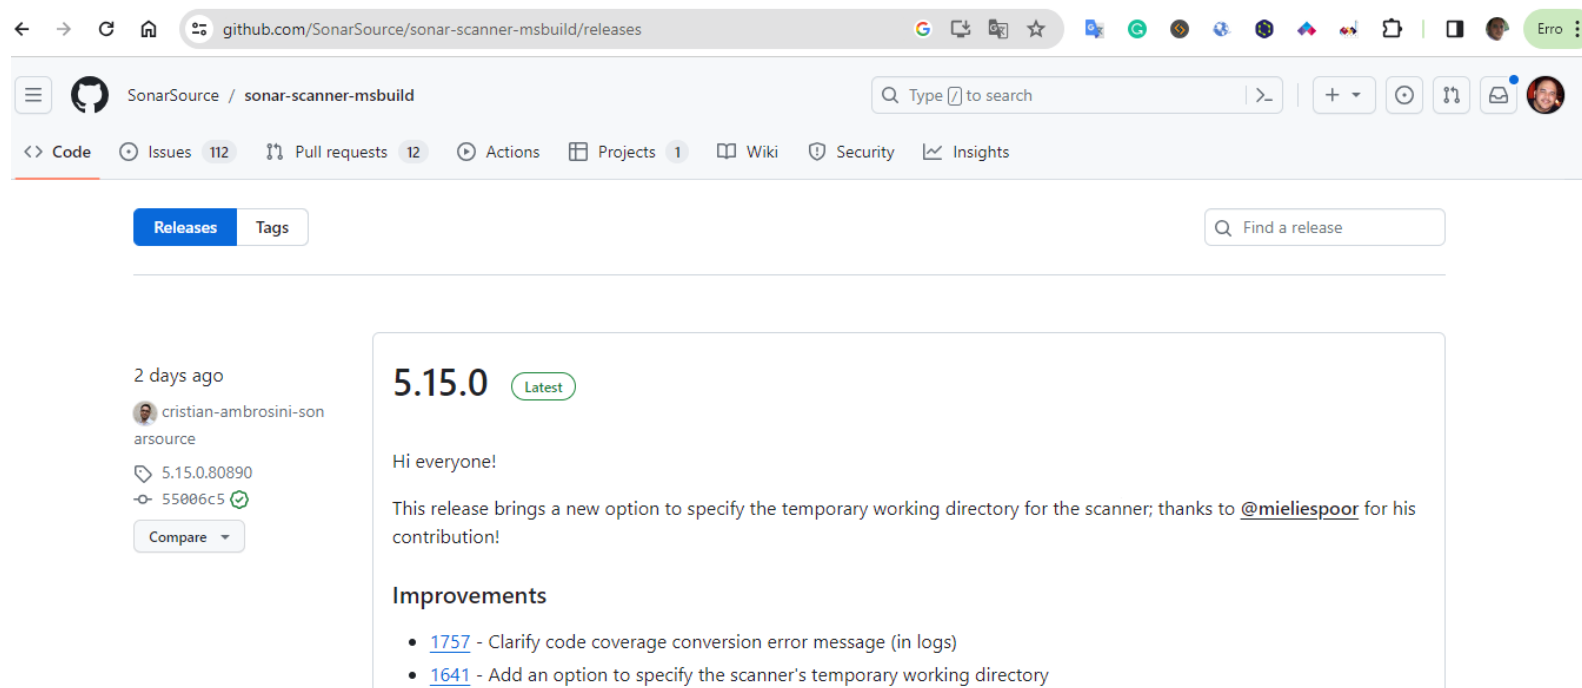 github.com/SonarSource/sonar-scanner-msbuild/releases
Erro
SonarSource / sonar-scanner-msbuild
Type / to search
Code Issues 112 Pull requests 12 Actions Projects 1 Wiki Security Insights
Releases Tags
Find a release
2 days ago
cristian-ambrosini-son
arsource
5.15.0.80890
55006c5
Compare
5.15.0 Latest
Hi everyone!
This release brings a new option to specify the temporary working directory for the scanner; thanks to @mieliespoor for his
contribution!
Improvements
• 1757 - Clarify code coverage conversion error message (in logs)
• 1641 - Add an option to specify the scanner's temporary working directory